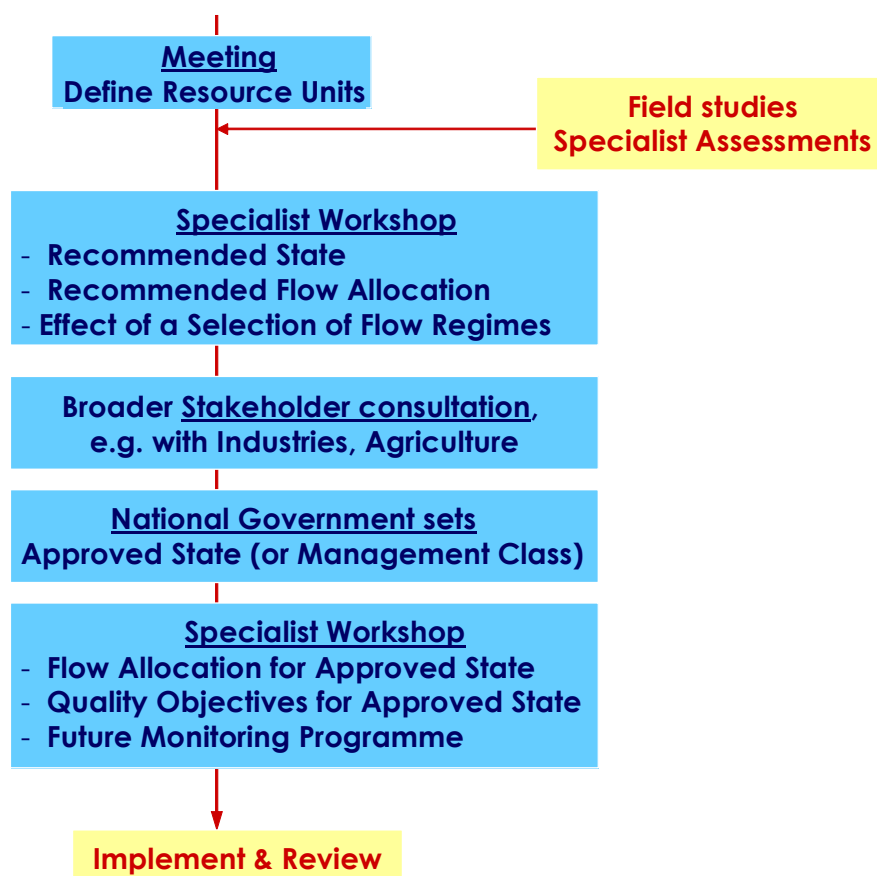 Meeting
Define Resource Units
Field studies
Specialist Assessments
Specialist Workshop
- Recommended State
- Recommended Flow Allocation
- Effect of a Selection of Flow Regimes
Broader Stakeholder consultation,
e.g. with Industries, Agriculture
National Government sets
Approved State (or Management Class)
Specialist Workshop
- Flow Allocation for Approved State
- Quality Objectives for Approved State
- Future Monitoring Programme
Implement & Review